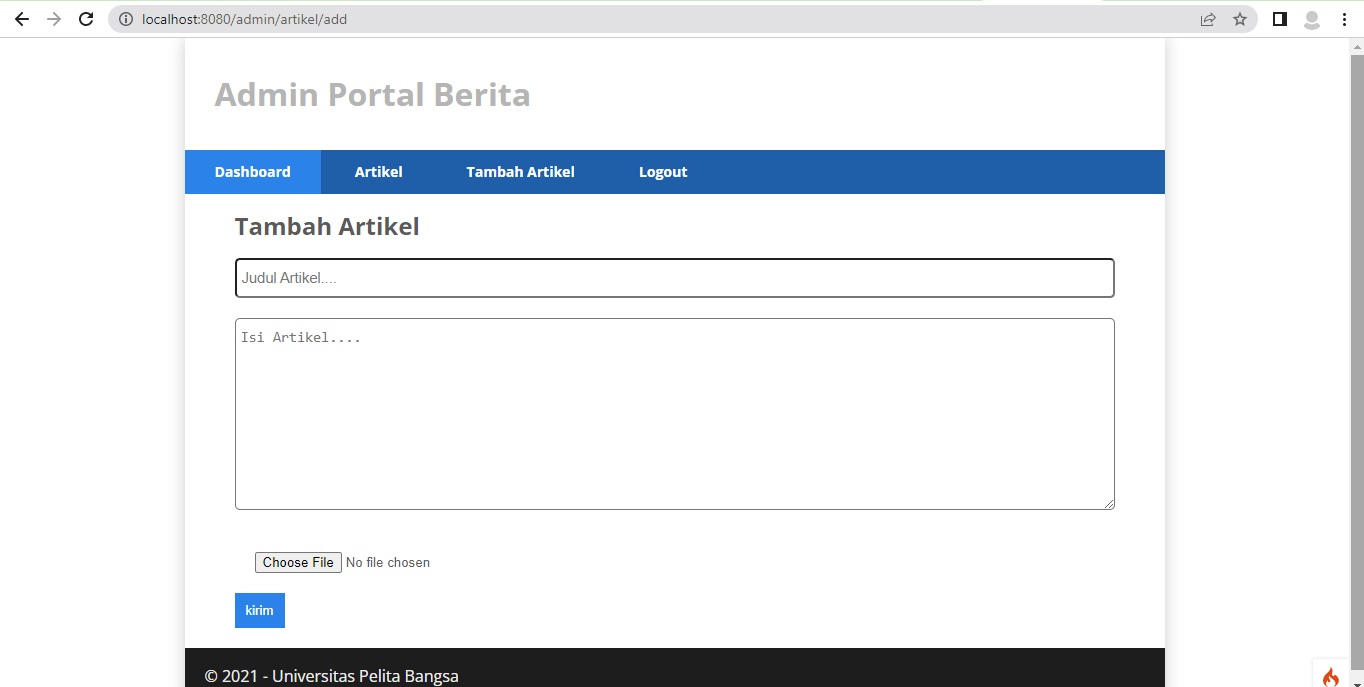 localhost:8080/admin/artikel/add
Admin Portal Berita
Dashboard Artikel Tambah Artikel Logout
Tambah Artikel
Judul Artikel....
Isi Artikel....
Choose File No file chosen
kirim
© 2021 - Universitas Pelita Bangsa